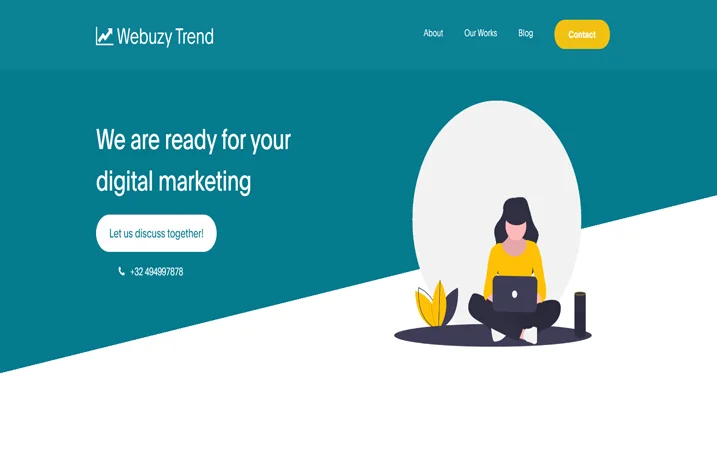 Webuzy Trend
About
Our Works
Blog
Contact
We are ready for your
digital marketing
Let us discuss together!
+32 494997878